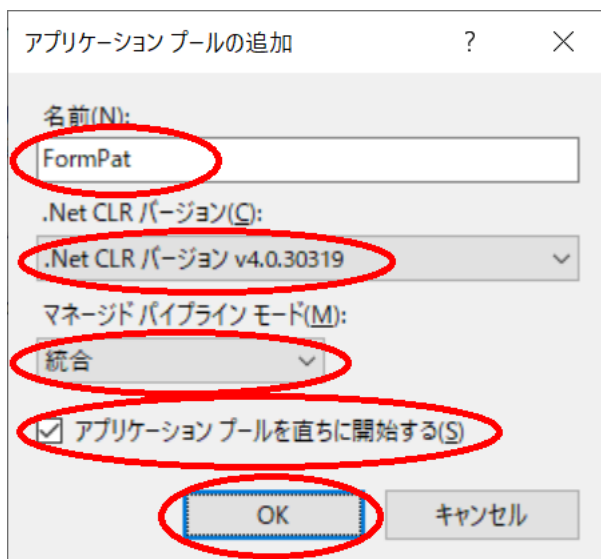 アプリケーション プールの追加 ?
名前(N):
FormPat
.Net CLR バージョン(C):
.Net CLR バージョン v4.0.30319
マネージド パイプライン モード(M):
統合
アプリケーション プールを直ちに開始する(S)
OK キャンセル